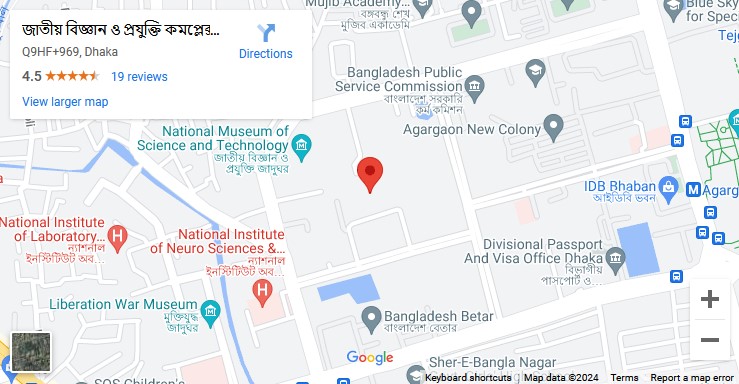 জাতীয় বিজ্ঞান ও প্রযুক্তি কমপ্লে...
Q9HF+969, Dhaka
4.5
19 reviews
View larger map
Directions
Mujib Academy...
বঙ্গবন্ধু শেখ
মুজিব একাডেমি
Blue Sky
for Spec
Tej
Bangladesh Public
Service Commission
বাংলাদেশ সরকারি
কর্ম কমিশন
Agargaon New Colony
National Museum of
Science and Technology
জাতীয় বিজ্ঞান ও
প্রযুক্তি জাদুঘর
IDB Bhaban
আইডিবি ভবন
M
Agarg
National Institute
of Laboratory...
ন্যাশনাল
ইনস্টিটিউট অব...
H
National Institute
of Neuro Sciences &...
ন্যাশনাল
ইনস্টিটিউট অব...
H
Divisional Passport
And Visa Office Dhaka
বিভাগীয়
পাসপোর্ট ও...
Liberation War Museum
মুক্তিযুদ্ধ
জাদুঘর
Bangladesh Betar
বাংলাদেশ বেতার
Google
Sher-E-Bangla Nagar
SOS Children's
Keyboard shortcuts
Map data ©2024
Terms
Report a map error